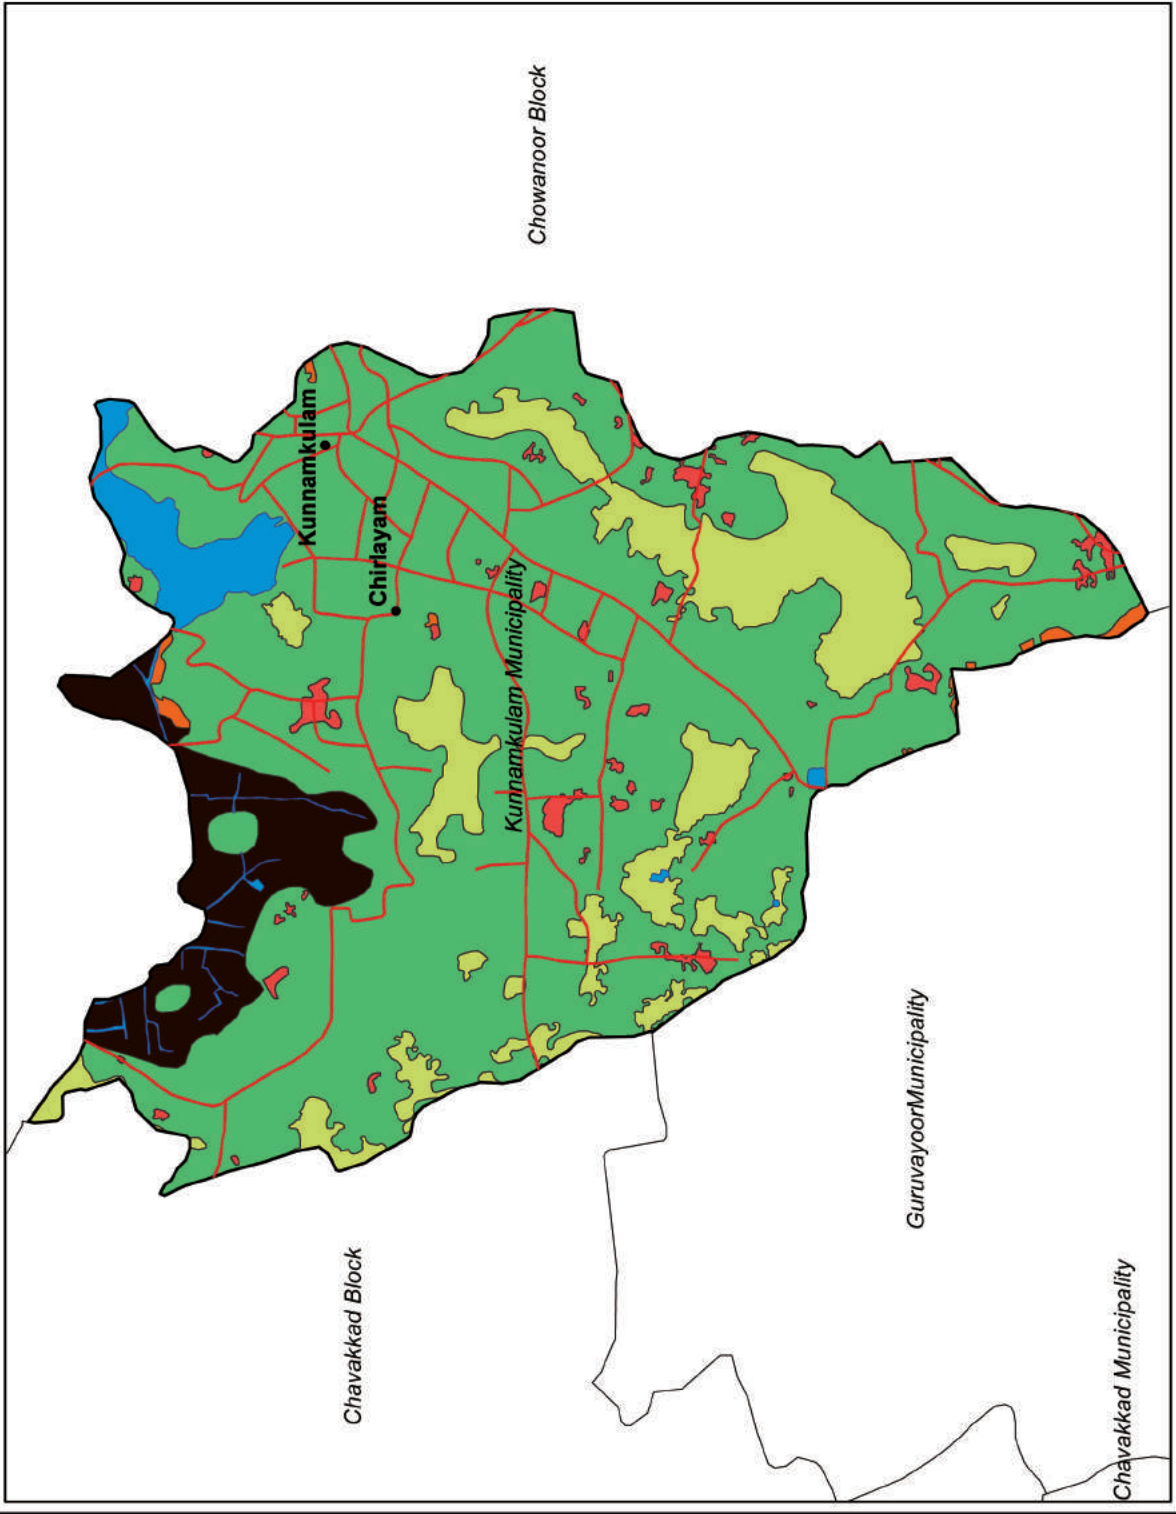 Chowanoor Block
Kunnamkulam
Chirlayam
Kunnamkulam Municipality
GuruvayoorMunicipality
Chavakkad Block
Chavakkad Municipality